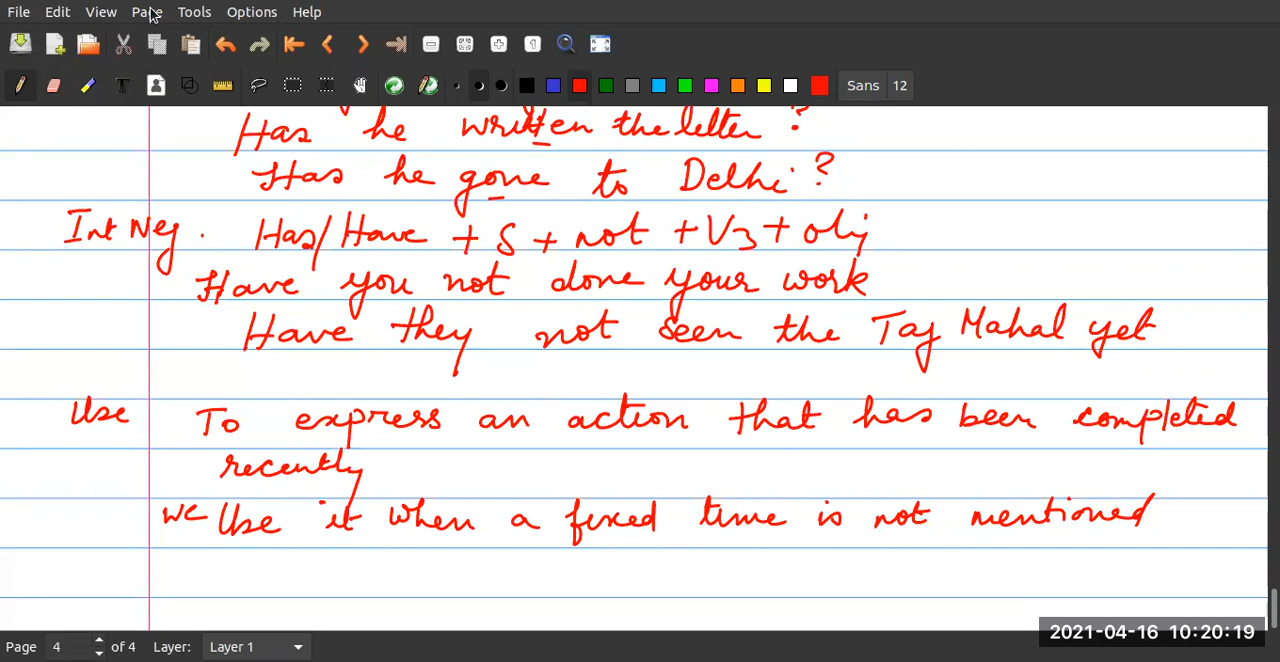 File Edit View Page Tools Options Help
Sans 12
Has he written the letter ?
Has he gone to Delhi ?
Int Neg . Has/Have + S + not + V3 + obj
Have you not done your work
Have they not seen the Taj Mahal yet
Use To express an action that has been completed
recently
We Use it when a fixed time is not mentioned
2021-04-16 10:20:19
Page 4 of 4 Layer: Layer 1